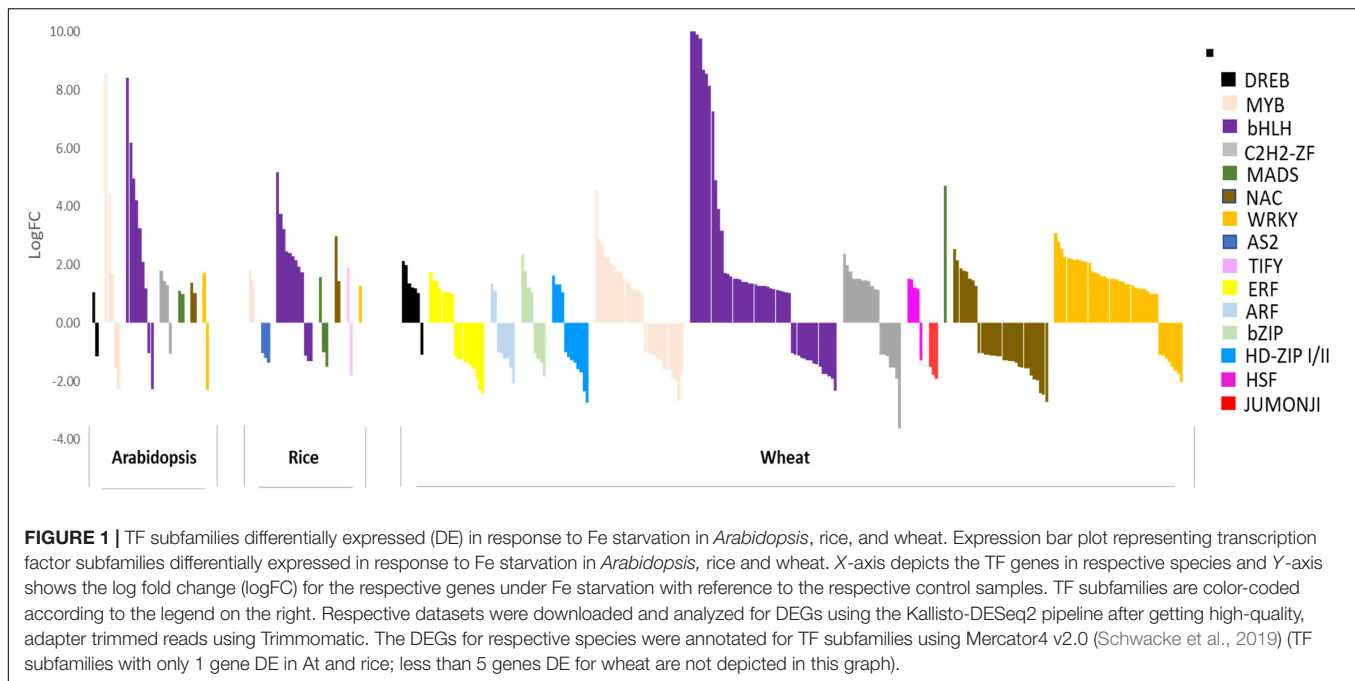 10.00
8.00
6.00
4.00
2.00
0.00
-2.00
-4.00
LogFC
Arabidopsis
Rice
Wheat
DREB
MYB
bHLH
C2H2-ZF
MADS
NAC
WRKY
AS2
TIFY
ERF
ARF
bZIP
HD-ZIP I/II
HSF
JUMONJI
FIGURE 1 | TF subfamilies differentially expressed (DE) in response to Fe starvation in Arabidopsis, rice, and wheat. Expression bar plot representing transcription
factor subfamilies differentially expressed in response to Fe starvation in Arabidopsis, rice and wheat. X-axis depicts the TF genes in respective species and Y-axis
shows the log fold change (logFC) for the respective genes under Fe starvation with reference to the respective control samples. TF subfamilies are color-coded
according to the legend on the right. Respective datasets were downloaded and analyzed for DEGs using the Kallisto-DESeq2 pipeline after getting high-quality,
adapter trimmed reads using Trimmomatic. The DEGs for respective species were annotated for TF subfamilies using Mercator4 v2.0 (Schwacke et al., 2019) (TF
subfamilies with only 1 gene DE in At and rice; less than 5 genes DE for wheat are not depicted in this graph).